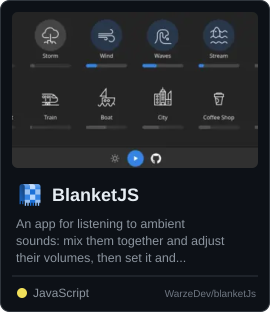 Storm Wind Waves Stream
Train Boat City Coffee Shop
BlanketJS
An app for listening to ambient
sounds: mix them together and adjust
their volumes, then set it and...
JavaScript WarzeDev/blanketJs